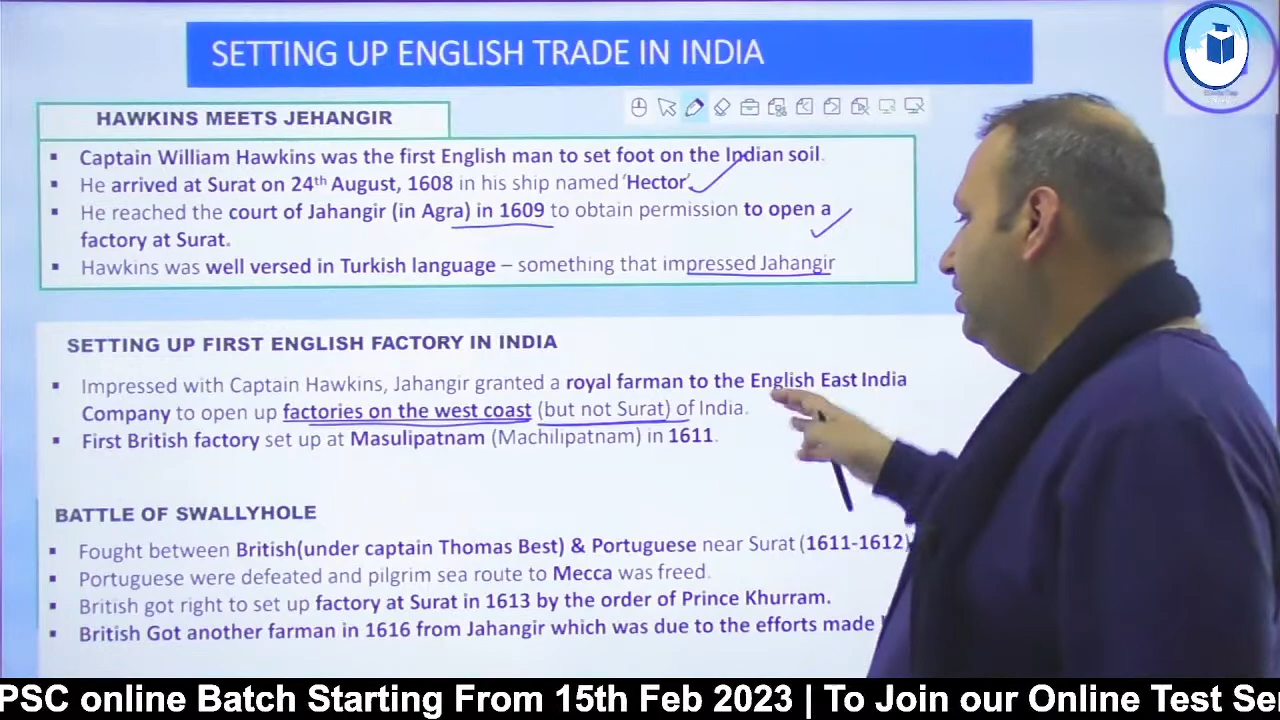 SETTING UP ENGLISH TRADE IN INDIA
HAWKINS MEETS JEHANGIR
▪ Captain William Hawkins was the first English man to set foot on the Indian soil.
▪ He arrived at Surat on 24th August, 1608 in his ship named 'Hector'.
▪ He reached the court of Jahangir (in Agra) in 1609 to obtain permission to open a
factory at Surat.
▪ Hawkins was well versed in Turkish language – something that impressed Jahangir
SETTING UP FIRST ENGLISH FACTORY IN INDIA
▪ Impressed with Captain Hawkins, Jahangir granted a royal farman to the English East India
Company to open up factories on the west coast (but not Surat) of India.
▪ First British factory set up at Masulipatnam (Machilipatnam) in 1611.
BATTLE OF SWALLYHOLE
▪ Fought between British(under captain Thomas Best) & Portuguese near Surat (1611-1612)
▪ Portuguese were defeated and pilgrim sea route to Mecca was freed.
▪ British got right to set up factory at Surat in 1613 by the order of Prince Khurram.
▪ British Got another farman in 1616 from Jahangir which was due to the efforts made
PSC online Batch Starting From 15th Feb 2023 | To Join our Online Test Se